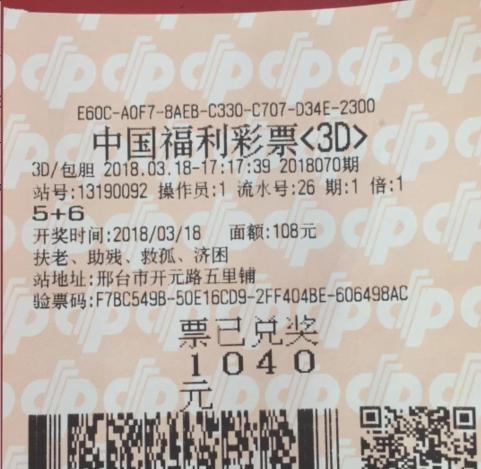 E60C-A0F7-8AEB-C330-C707-D34E-2300
中国福利彩票<3D>
3D/包胆 2018.03.18-17:17:39 2018070期
站号:13190092 操作员:1 流水号:26 期:1 倍:1
5+6
开奖时间:2018/03/18 面额:108元
扶老、助残、救孤、济困
站地址:邢台市开元路五里铺
验票码:F7BC549B-50E16CD9-2FF404BE-606498AC
票已兑奖
1040
元